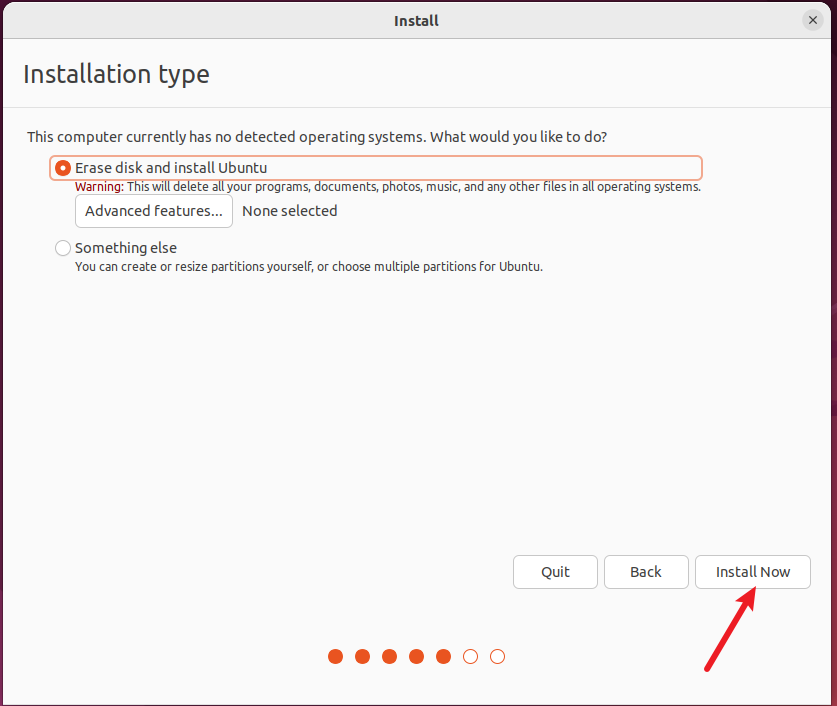 Install
Installation type
This computer currently has no detected operating systems. What would you like to do?
Erase disk and install Ubuntu
Warning: This will delete all your programs, documents, photos, music, and any other files in all operating systems.
Advanced features... None selected
Something else
You can create or resize partitions yourself, or choose multiple partitions for Ubuntu.
Quit Back Install Now